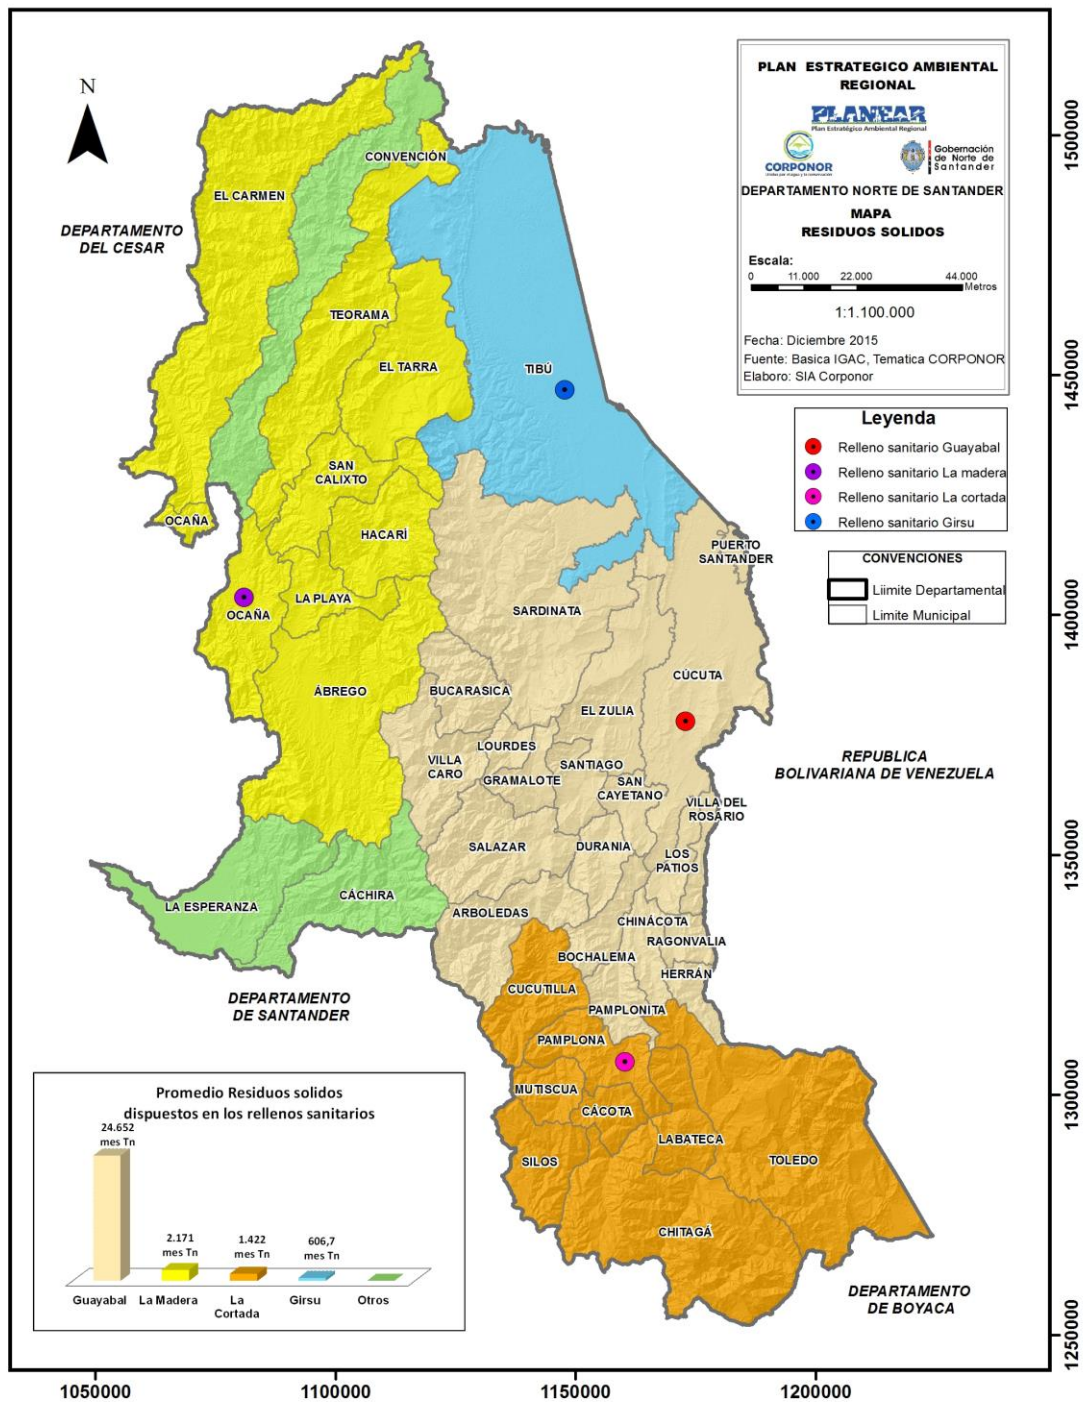 PLAN ESTRATEGICO AMBIENTAL
REGIONAL
PLANEAR
Plan Estratégico Ambiental Regional
CORPONOR
Gobernación
de Norte de
Santander
DEPARTAMENTO NORTE DE SANTANDER
MAPA
RESIDUOS SOLIDOS
Escala:
0 11.000 22.000 44.000
Metros
1:1.100.000
Fecha: Diciembre 2015
Fuente: Basica IGAC, Tematica CORPONOR
Elaboro: SIA Corponor
Leyenda
Relleno sanitario Guayabal
Relleno sanitario La madera
Relleno sanitario La cortada
Relleno sanitario Girsu
CONVENCIONES
Liimite Departamental
Limite Municipal
N
CONVENCIÓN
EL CARMEN
DEPARTAMENTO
DEL CESAR
TEORAMA
EL TARRA
TIBÚ
SAN
CALIXTO
OCAÑA
HACARÍ
PUERTO
SANTANDER
LA PLAYA
OCAÑA
SARDINATA
ÁBREGO
BUCARASICA
CÚCUTA
EL ZULIA
LOURDES
VILLA
CARO
GRAMALOTE
SANTIAGO
SAN
CAYETANO
REPUBLICA
BOLIVARIANA DE VENEZUELA
VILLA DEL
ROSARIO
SALAZAR
DURANIA
LOS
PATIOS
LA ESPERANZA
CÁCHIRA
ARBOLEDAS
CHINÁCOTA
RAGONVALIA
BOCHALEMA
HERRÁN
CUCUTILLA
DEPARTAMENTO
DE SANTANDER
PAMPLONITA
PAMPLONA
MUTISCUA
CÁCOTA
LABATECA
SILOS
TOLEDO
CHITAGÁ
DEPARTAMENTO
DE BOYACA
Promedio Residuos solidos
dispuestos en los rellenos sanitarios
24.652
mes Tn
2.171
mes Tn
1.422
mes Tn
606,7
mes Tn
Guayabal La Madera La
Cortada Girsu Otros
1500000
1450000
1400000
1350000
1300000
1250000
1050000 1100000 1150000 1200000